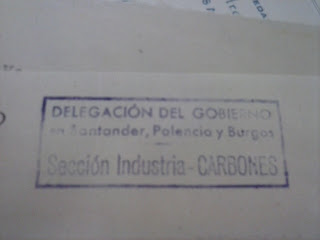 DELEGACIÓN DEL GOBIERNO
en Santander, Palencia y Burgos
Sección Industria - CARBONES